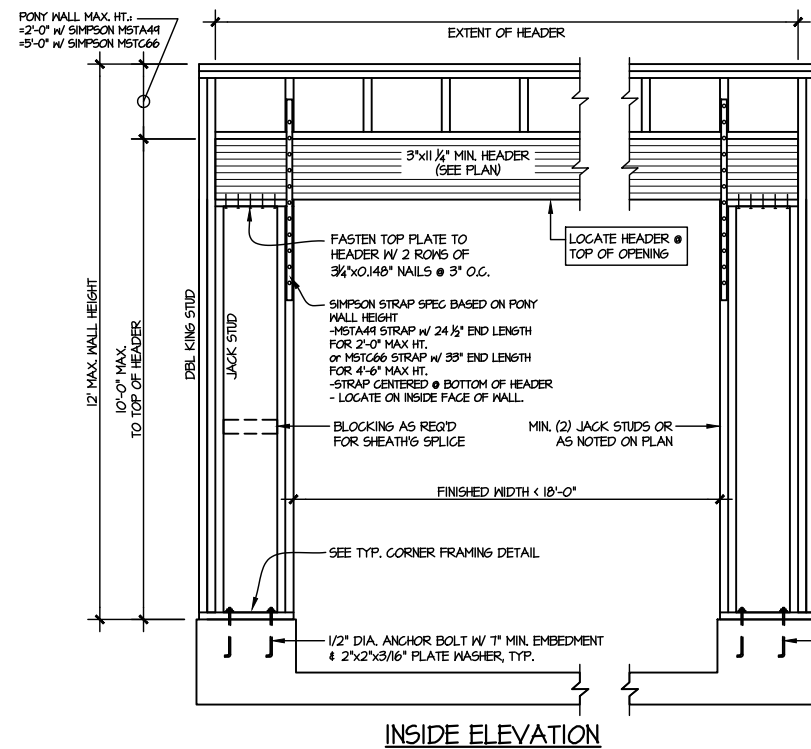 PONY WALL MAX. HT.:
=2'-0" W/ SIMPSON MSTA49
=5'-0" W/ SIMPSON MSTC66
EXTENT OF HEADER
3"x11 1/4" MIN. HEADER
(SEE PLAN)
FASTEN TOP PLATE TO
HEADER W/ 2 ROWS OF
3 1/4"x0.148" NAILS @ 3" O.C.
LOCATE HEADER @
TOP OF OPENING
SIMPSON STRAP SPEC BASED ON PONY
WALL HEIGHT
-MSTA49 STRAP w/ 24 1/2" END LENGTH
FOR 2'-0" MAX HT.
or MSTC66 STRAP w/ 33" END LENGTH
FOR 4'-6" MAX HT.
-STRAP CENTERED @ BOTTOM OF HEADER
- LOCATE ON INSIDE FACE OF WALL.
12' MAX. WALL HEIGHT
10'-0" MAX.
TO TOP OF HEADER
DBL KING STUD
JACK STUD
BLOCKING AS REQ'D
FOR SHEATH'G SPLICE
MIN. (2) JACK STUDS OR
AS NOTED ON PLAN
FINISHED WIDTH < 18'-0"
SEE TYP. CORNER FRAMING DETAIL
1/2" DIA. ANCHOR BOLT W/ 7" MIN. EMBEDMENT
& 2"x2"x3/16" PLATE WASHER, TYP.
INSIDE ELEVATION